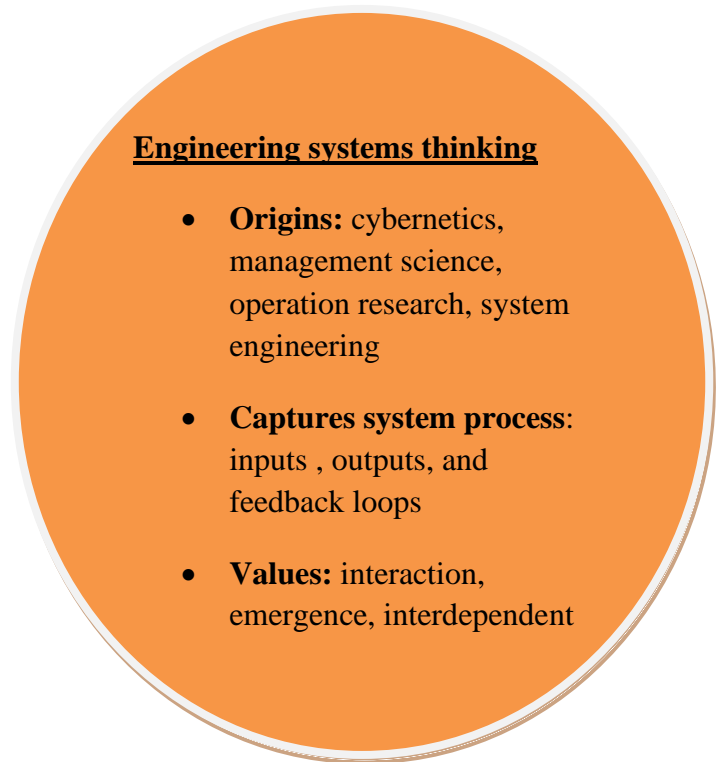 Engineering systems thinking
• Origins: cybernetics,
management science,
operation research, system
engineering
• Captures system process:
inputs , outputs, and
feedback loops
• Values: interaction,
emergence, interdependent